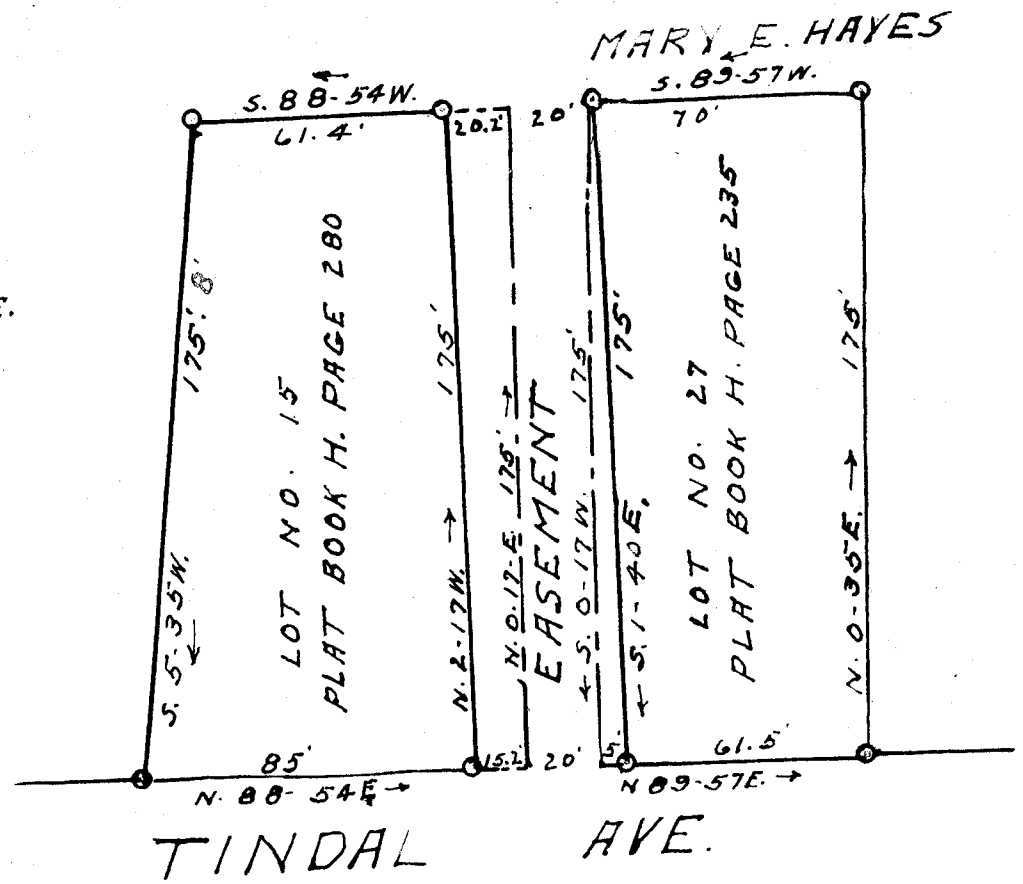 MARY E. HAYES
S. 88-54W.
61.4'
20.2'
20'
S. 89-57W.
70'
E.
175.'8'
S. 5-35W.
LOT NO. 15
PLAT BOOK H. PAGE 280
175'
N. 2-17W.
N. 0.17-E. 175'
EASEMENT
S. 0-17W. 175'
175'
S. 1-40E.
LOT NO. 27
PLAT BOOK H. PAGE 235
175'
N. 0-35E.
85'
15.2'
20'
5'
61.5'
N. 88-54E
N 89-57E.
TINDAL AVE.